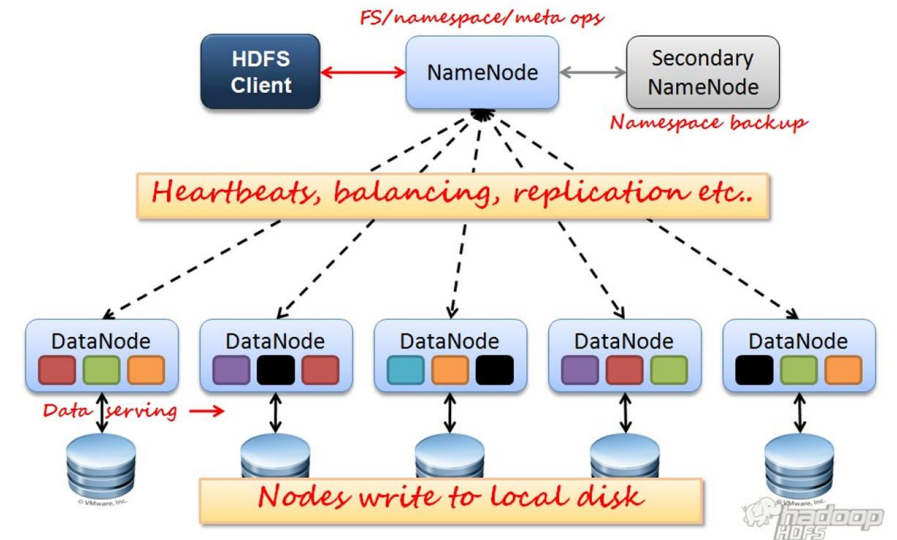 FS/namespace/meta ops
HDFS
Client
NameNode
Secondary
NameNode
Namespace backup
Heartbeats, balancing, replication etc..
DataNode
DataNode
DataNode
DataNode
DataNode
Data serving
Nodes write to local disk
© VMware, Inc.
© VMware, Inc.
hadoop
HDFS